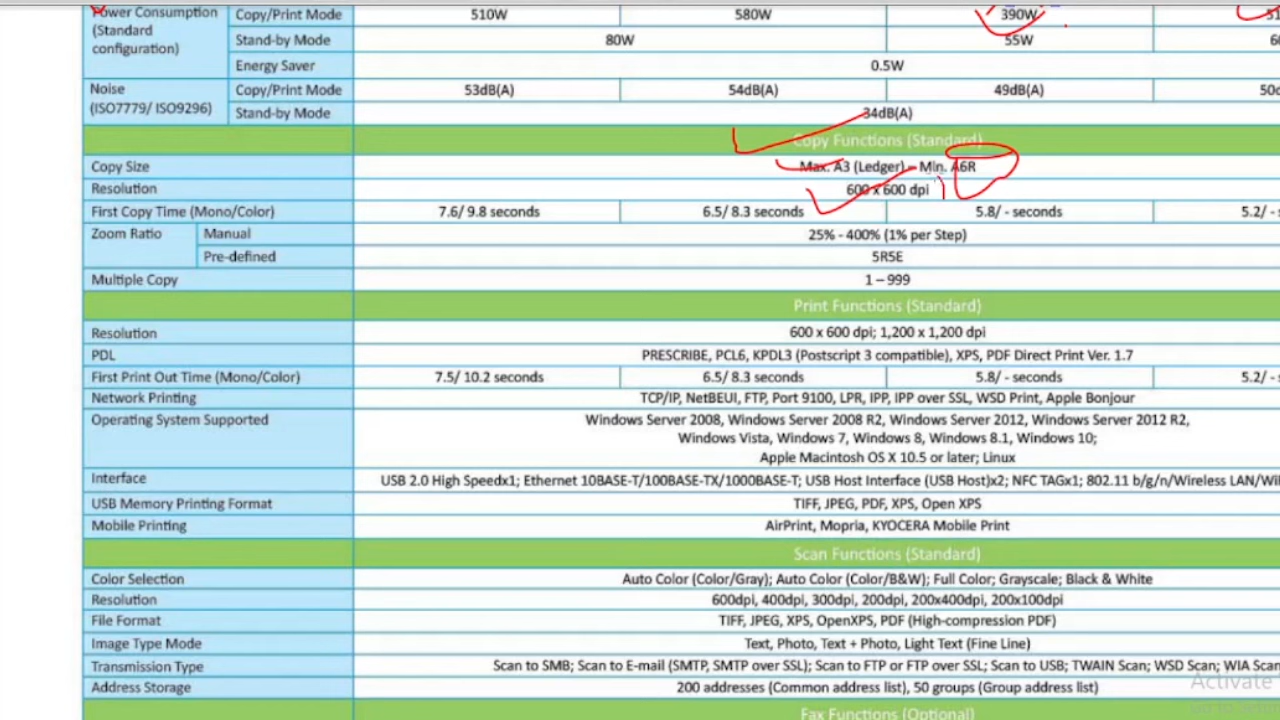 Power Consumption Copy/Print Mode 510W 580W 390W
(Standard
configuration) Stand-by Mode 80W 55W
Energy Saver 0.5W
Noise Copy/Print Mode 53dB(A) 54dB(A) 49dB(A)
(ISO7779/ ISO9296) Stand-by Mode 34dB(A)
Copy Functions (Standard)
Copy Size Max. A3 (Ledger) – Min. A6R
Resolution 600 x 600 dpi
First Copy Time (Mono/Color) 7.6/ 9.8 seconds 6.5/ 8.3 seconds 5.8/ - seconds 5.2/ -
Zoom Ratio Manual 25% - 400% (1% per Step)
Pre-defined 5R5E
Multiple Copy 1 – 999
Print Functions (Standard)
Resolution 600 x 600 dpi; 1,200 x 1,200 dpi
PDL PRESCRIBE, PCL6, KPDL3 (Postscript 3 compatible), XPS, PDF Direct Print Ver. 1.7
First Print Out Time (Mono/Color) 7.5/ 10.2 seconds 6.5/ 8.3 seconds 5.8/ - seconds 5.2/ -
Network Printing TCP/IP, NetBEUI, FTP, Port 9100, LPR, IPP, IPP over SSL, WSD Print, Apple Bonjour
Operating System Supported Windows Server 2008, Windows Server 2008 R2, Windows Server 2012, Windows Server 2012 R2,
Windows Vista, Windows 7, Windows 8, Windows 8.1, Windows 10;
Apple Macintosh OS X 10.5 or later; Linux
Interface USB 2.0 High Speedx1; Ethernet 10BASE-T/100BASE-TX/1000BASE-T; USB Host Interface (USB Host)x2; NFC TAGx1; 802.11 b/g/n/Wireless LAN/
USB Memory Printing Format TIFF, JPEG, PDF, XPS, Open XPS
Mobile Printing AirPrint, Mopria, KYOCERA Mobile Print
Scan Functions (Standard)
Color Selection Auto Color (Color/Gray); Auto Color (Color/B&W); Full Color; Grayscale; Black & White
Resolution 600dpi, 400dpi, 300dpi, 200dpi, 200x400dpi, 200x100dpi
File Format TIFF, JPEG, XPS, OpenXPS, PDF (High-compression PDF)
Image Type Mode Text, Photo, Text + Photo, Light Text (Fine Line)
Transmission Type Scan to SMB; Scan to E-mail (SMTP, SMTP over SSL); Scan to FTP or FTP over SSL; Scan to USB; TWAIN Scan; WSD Scan; WIA Scan
Address Storage 200 addresses (Common address list), 50 groups (Group address list)
Activate
Fax Functions (Optional)